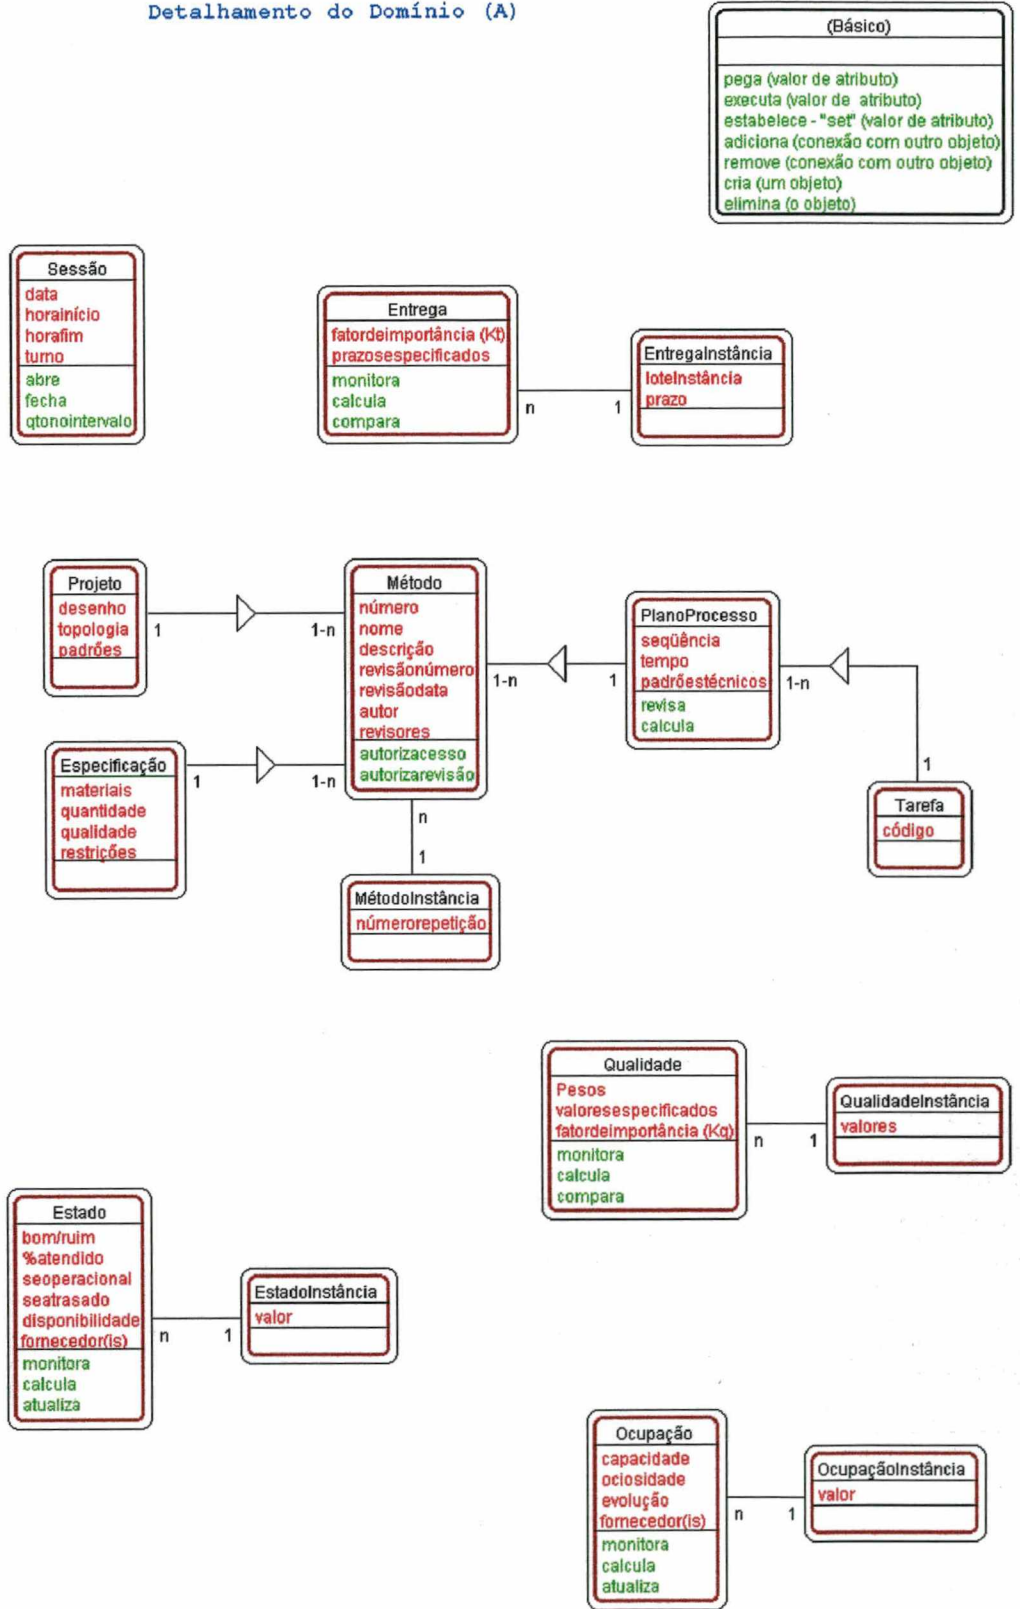 Detalhamento do Domínio (A)
(Básico)
pega (valor de atributo)
executa (valor de atributo)
estabelece - "set" (valor de atributo)
adiciona (conexão com outro objeto)
remove (conexão com outro objeto)
cria (um objeto)
elimina (o objeto)
Sessão
data
horainício
horafim
turno
abre
fecha
qtonointervalo
Entrega
fatordeimportância (Kt)
prazosespecificados
monitora
calcula
compara
n
1
EntregaInstância
loteInstância
prazo
Projeto
desenho
topologia
padrões
1
1-n
Método
número
nome
descrição
revisãonúmero
revisãodata
autor
revisores
autorizacesso
autorizarevisão
1-n
1
PlanoProcesso
seqüência
tempo
padrõestécnicos
revisa
calcula
1-n
1
Tarefa
código
Especificação
materiais
quantidade
qualidade
restrições
1
1-n
n
1
MétodoInstância
númerorepetição
Qualidade
Pesos
valoresespecificados
fatordeimportância (Kq)
monitora
calcula
compara
n
1
QualidadeInstância
valores
Estado
bom/ruim
%atendido
seoperacional
seatrasado
disponibilidade
fornecedor(is)
monitora
calcula
atualiza
n
1
EstadoInstância
valor
Ocupação
capacidade
ociosidade
evolução
fornecedor(is)
monitora
calcula
atualiza
n
1
OcupaçãoInstância
valor